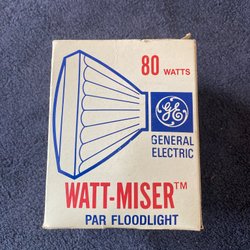 80 WATTS
GE
GENERAL
ELECTRIC
WATT-MISER™
PAR FLOODLIGHT